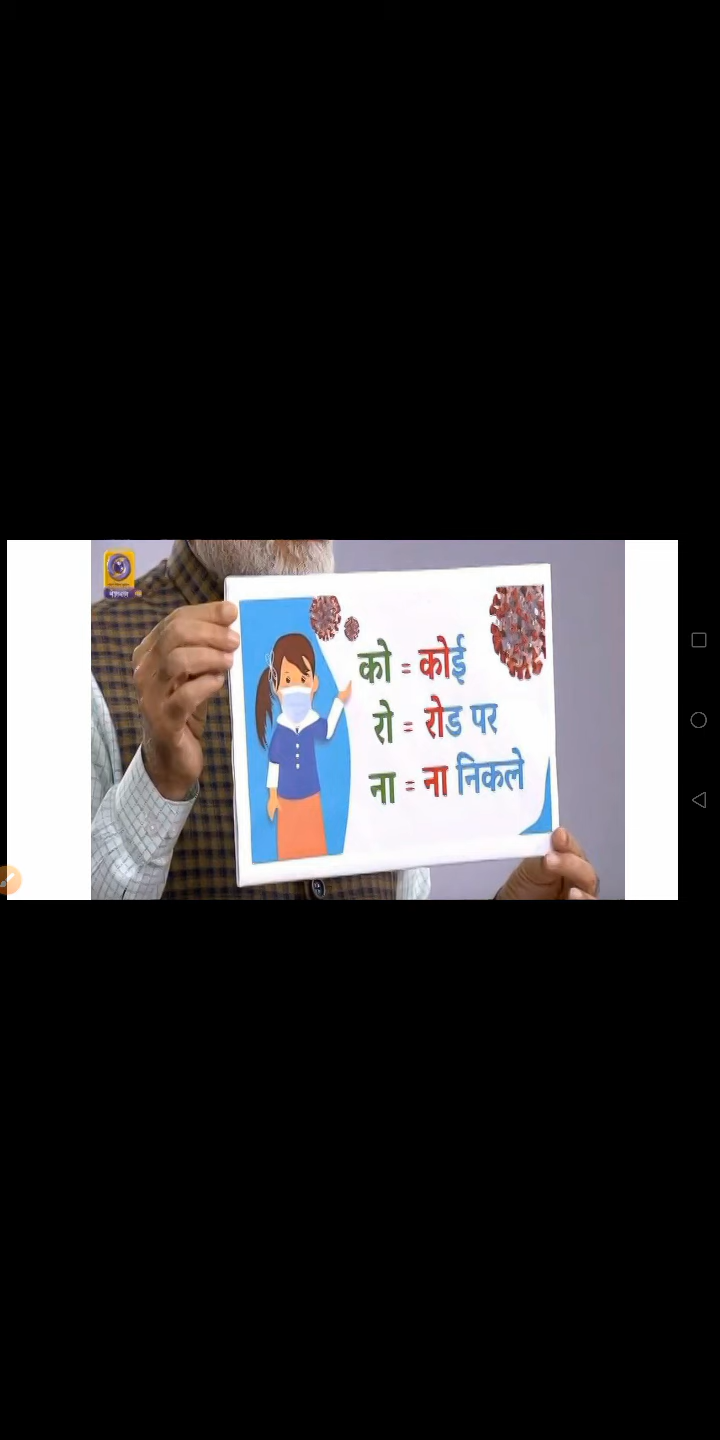 को = कोई
रो = रोड पर
ना = ना निकले